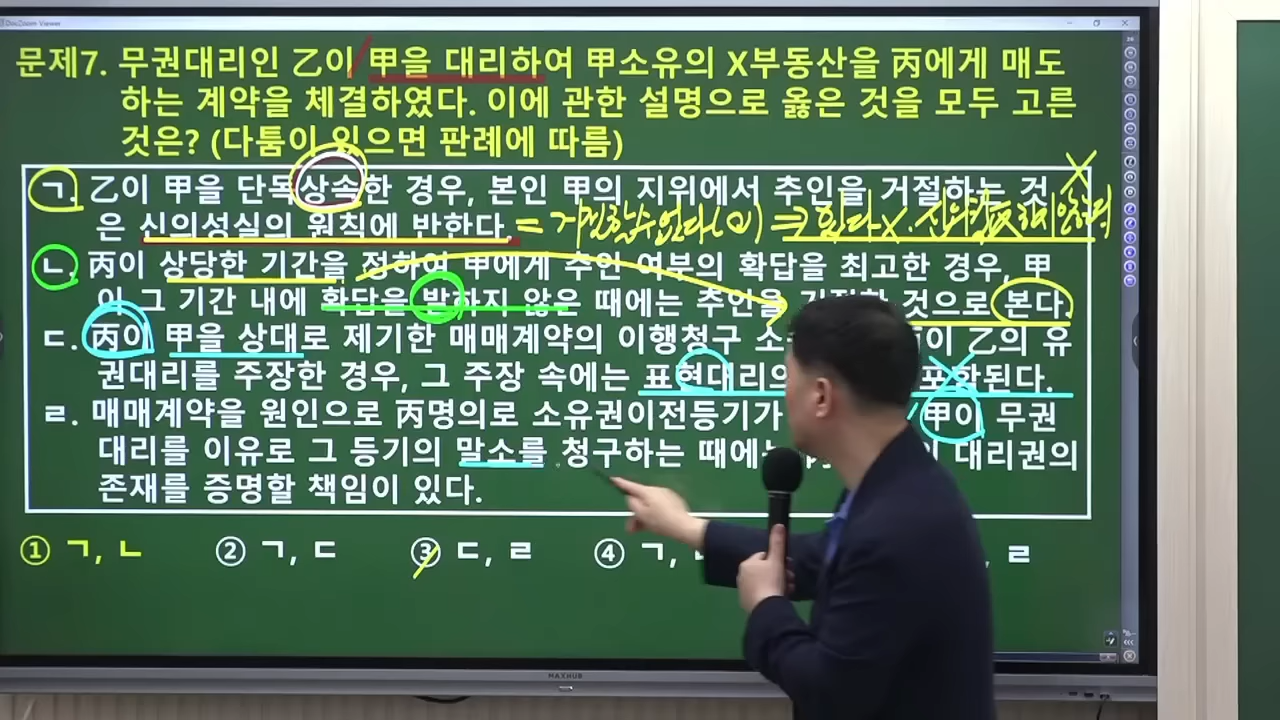 DocZoom Viewer
문제7. 무권대리인 乙이 甲을 대리하여 甲소유의 X부동산을 丙에게 매도
하는 계약을 체결하였다. 이에 관한 설명으로 옳은 것을 모두 고른
것은? (다툼이 있으면 판례에 따름)
ㄱ. 乙이 甲을 단독상속한 경우, 본인 甲의 지위에서 추인을 거절하는 것
은 신의성실의 원칙에 반한다. = 거절할 수 없다 (O) ⇒
ㄴ. 丙이 상당한 기간을 정하여 甲에게 추인 여부의 확답을 최고한 경우, 甲
이 그 기간 내에 확답을 발하지 않은 때에는 추인을 것으로 본다.
ㄷ. 丙이 甲을 상대로 제기한 매매계약의 이행청구 乙의 유
권대리를 주장한 경우, 그 주장 속에는 표현대리의 포함된다.
ㄹ. 매매계약을 원인으로 丙명의로 소유권이전등기가 甲이 무권
대리를 이유로 그 등기의 말소를 청구하는 때에는 대리권의
존재를 증명할 책임이 있다.
① ㄱ, ㄴ ② ㄱ, ㄷ ③ ㄷ, ㄹ ④ ㄱ, ㄹ
MAXHUB